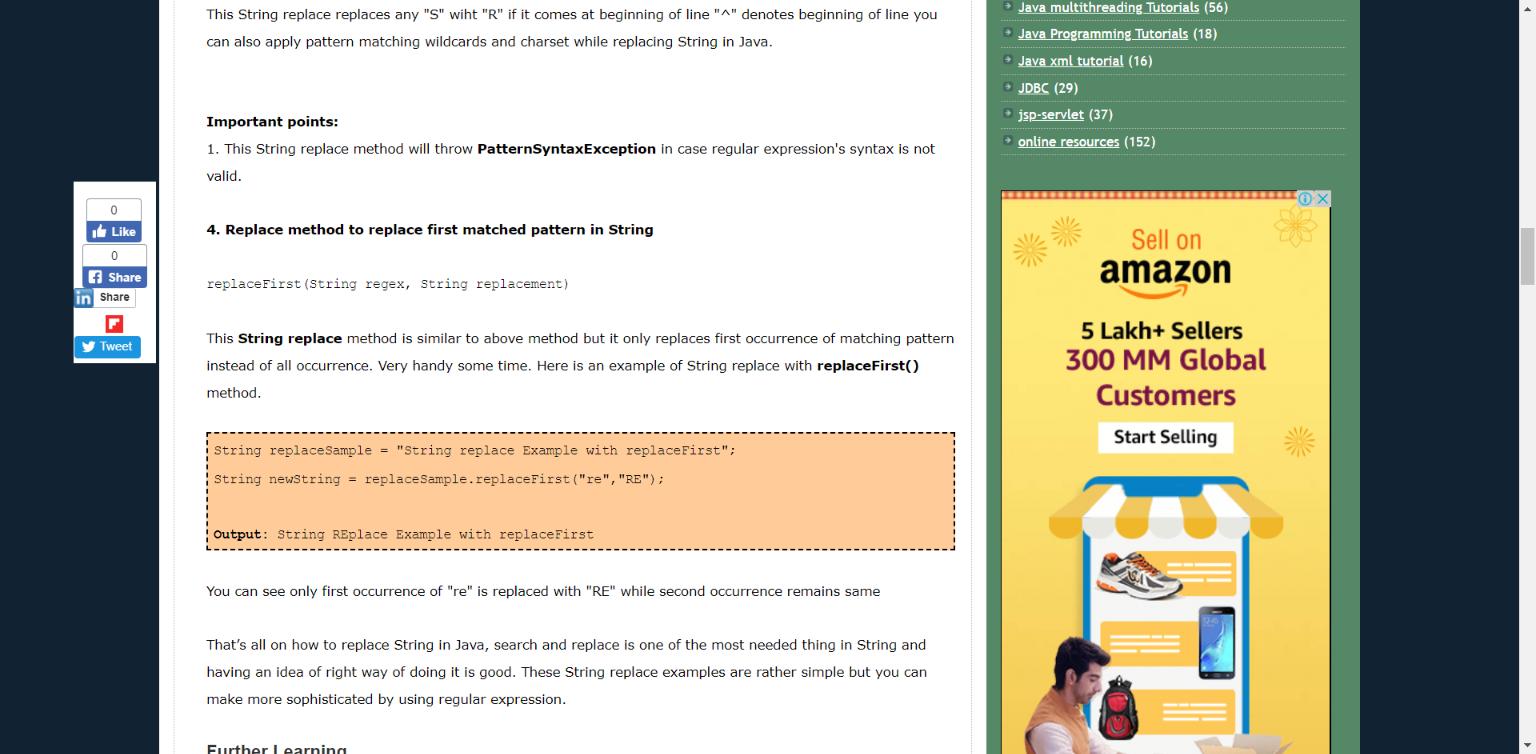 This String replace replaces any "S" wiht "R" if it comes at beginning of line "^" denotes beginning of line you
can also apply pattern matching wildcards and charset while replacing String in Java.
Important points:
1. This String replace method will throw PatternSyntaxException in case regular expression's syntax is not
valid.
4. Replace method to replace first matched pattern in String
replaceFirst(String regex, String replacement)
This String replace method is similar to above method but it only replaces first occurrence of matching pattern
instead of all occurrence. Very handy some time. Here is an example of String replace with replaceFirst()
method.
String replaceSample = "String replace Example with replaceFirst";
String newString = replaceSample.replaceFirst("re","RE");
Output: String REplace Example with replaceFirst
You can see only first occurrence of "re" is replaced with "RE" while second occurrence remains same
That’s all on how to replace String in Java, search and replace is one of the most needed thing in String and
having an idea of right way of doing it is good. These String replace examples are rather simple but you can
make more sophisticated by using regular expression.
Further Learning
0
Like
0
Share
in Share
Tweet
Java multithreading Tutorials (56)
Java Programming Tutorials (18)
Java xml tutorial (16)
JDBC (29)
jsp-servlet (37)
online resources (152)
Sell on
amazon
5 Lakh+ Sellers
300 MM Global
Customers
Start Selling